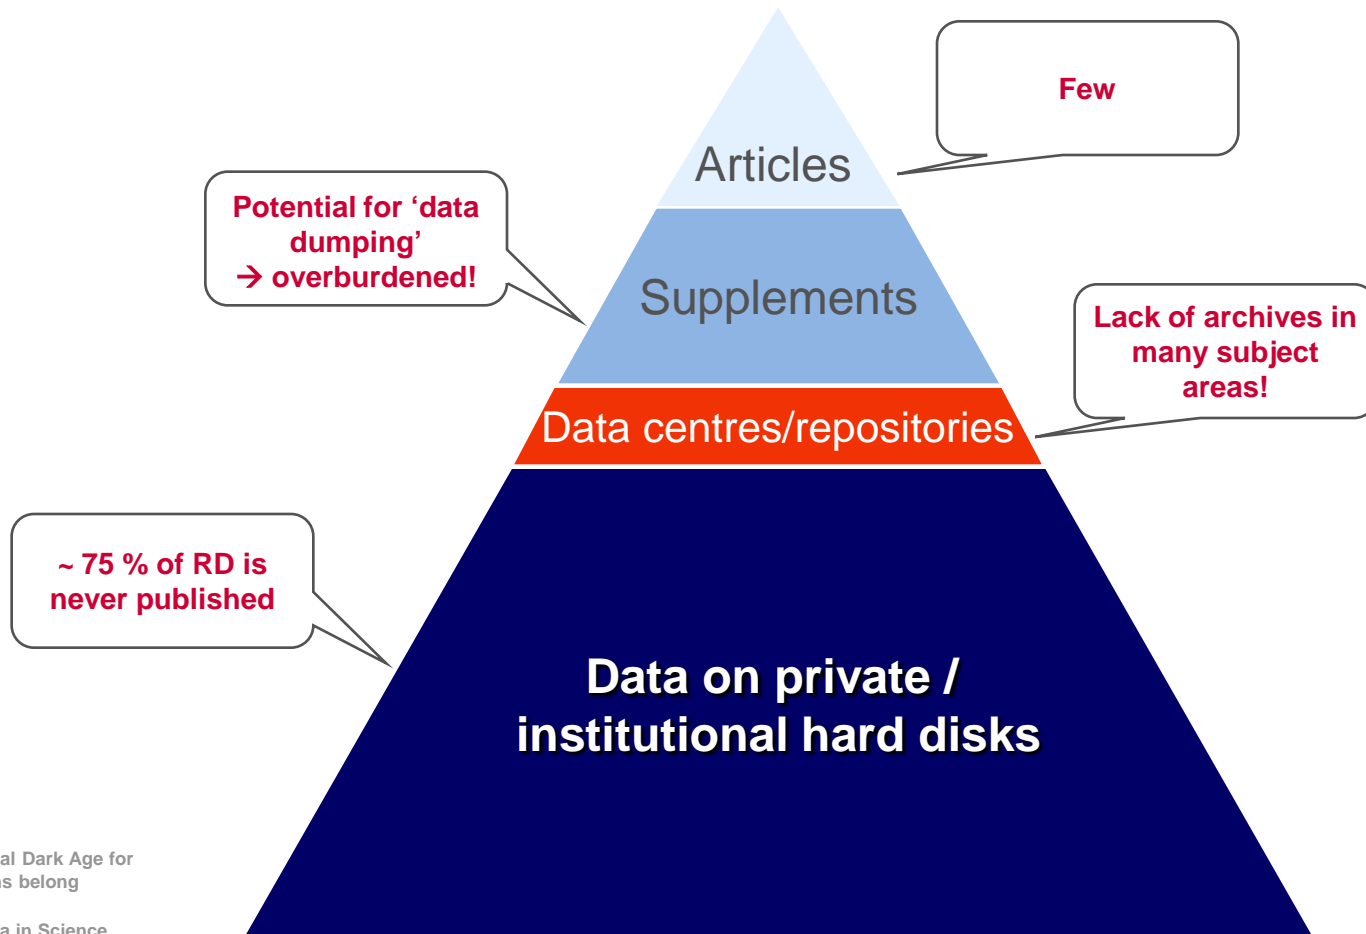 Few
Articles
Potential for ‘data
dumping’
→ overburdened!
Supplements
Lack of archives in
many subject
areas!
Data centres/repositories
~ 75 % of RD is
never published
Data on private /
institutional hard disks
al Dark Age for
s belong
a in Science